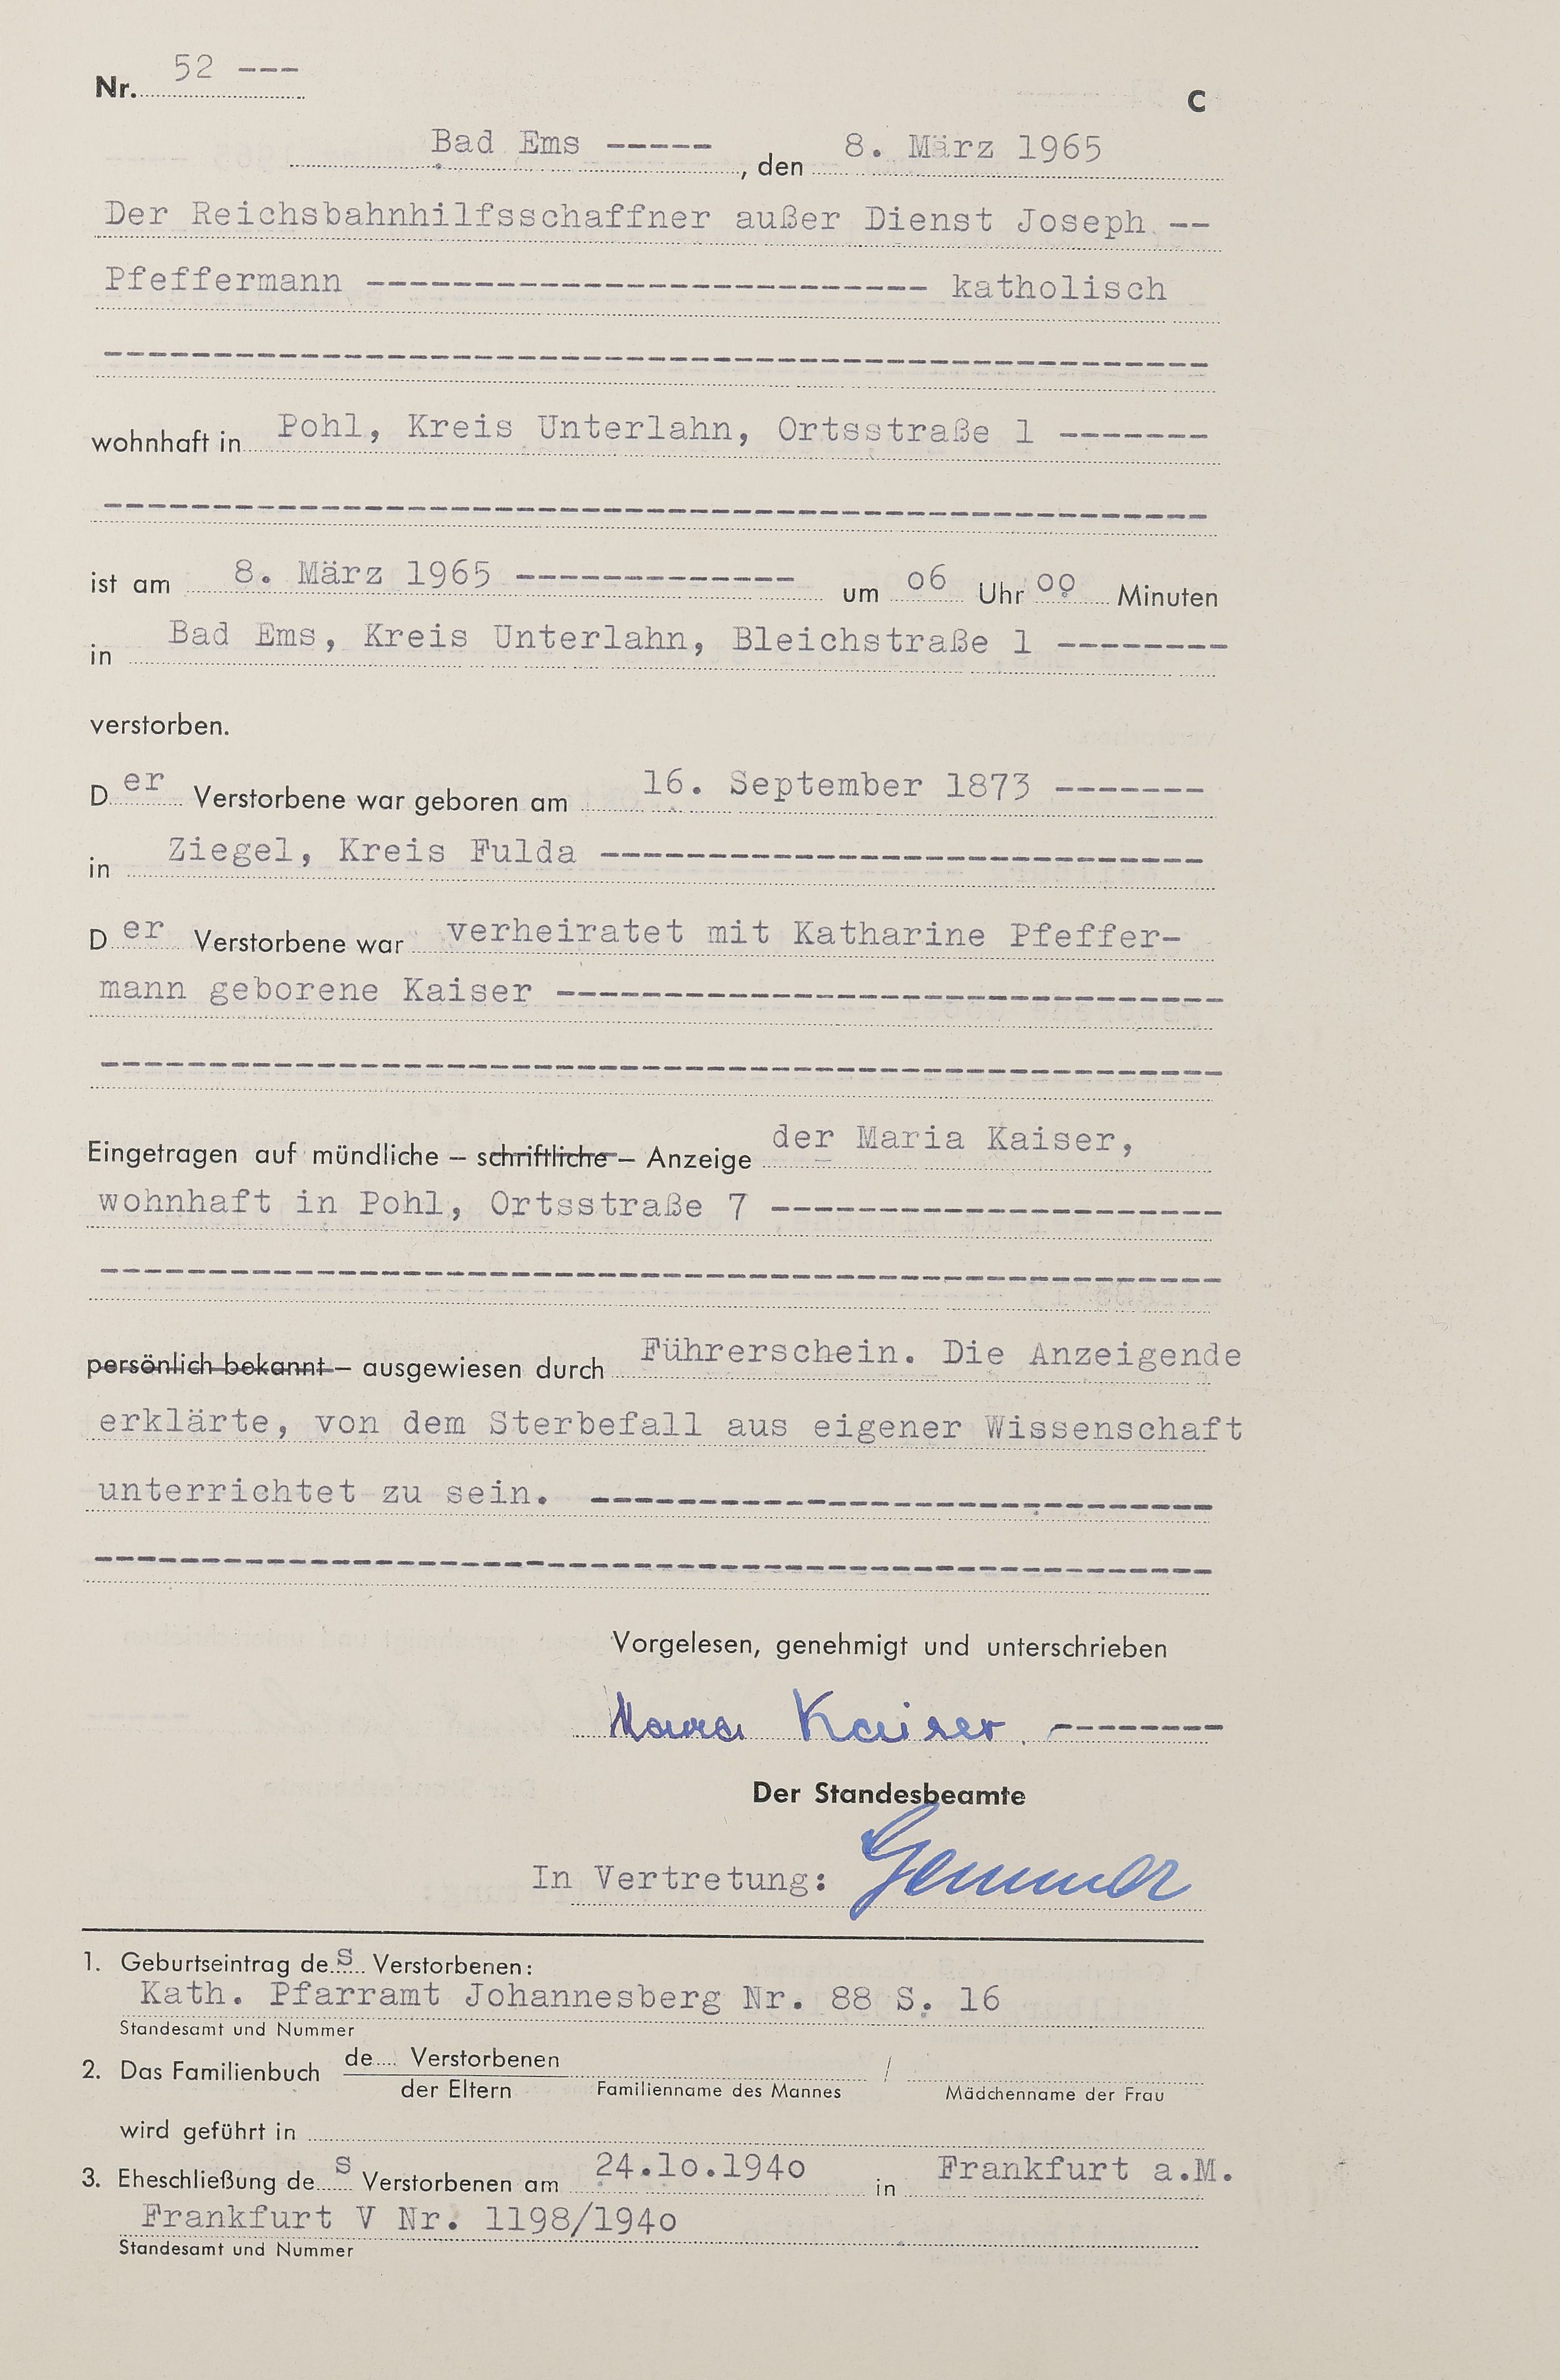 Nr. 52 ---
C
Bad Ems -----, den 8. März 1965
Der Reichsbahnhilfsschaffner außer Dienst Joseph --
Pfeffermann -------------------------- katholisch
---------------------------------------------------
wohnhaft in Pohl, Kreis Unterlahn, Ortsstraße 1 -------
---------------------------------------------------
ist am 8. März 1965 ------------- um o6 Uhr oo Minuten
in Bad Ems, Kreis Unterlahn, Bleichstraße 1 --------
verstorben.
Der Verstorbene war geboren am 16. September 1873 -------
in Ziegel, Kreis Fulda ----------------------------
Der Verstorbene war verheiratet mit Katharine Pfeffer-
mann geborene Kaiser -------------------------------
----------------------------------------------------
Eingetragen auf mündliche – schriftliche – Anzeige der Maria Kaiser,
wohnhaft in Pohl, Ortsstraße 7 ---------------------
----------------------------------------------------
persönlich bekannt – ausgewiesen durch Führerschein. Die Anzeigende
erklärte, von dem Sterbefall aus eigener Wissenschaft
unterrichtet zu sein. -----------------------------
----------------------------------------------------
Vorgelesen, genehmigt und unterschrieben
Maria Kaiser. --------
Der Standesbeamte
In Vertretung: Gemmer
1. Geburtseintrag des Verstorbenen:
Kath. Pfarramt Johannesberg Nr. 88 S. 16
Standesamt und Nummer
2. Das Familienbuch de.... Verstorbenen /
der Eltern Familienname des Mannes Mädchenname der Frau
wird geführt in
3. Eheschließung des Verstorbenen am 24.1o.194o in Frankfurt a.M.
Frankfurt V Nr. 1198/194o
Standesamt und Nummer